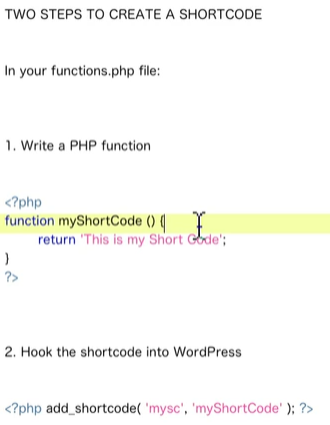 TWO STEPS TO CREATE A SHORTCODE
In your functions.php file:
1. Write a PHP function
<?php
function myShortCode () {
return 'This is my Short Code';
}
?>
2. Hook the shortcode into WordPress
<?php add_shortcode( 'mysc', 'myShortCode' ); ?>